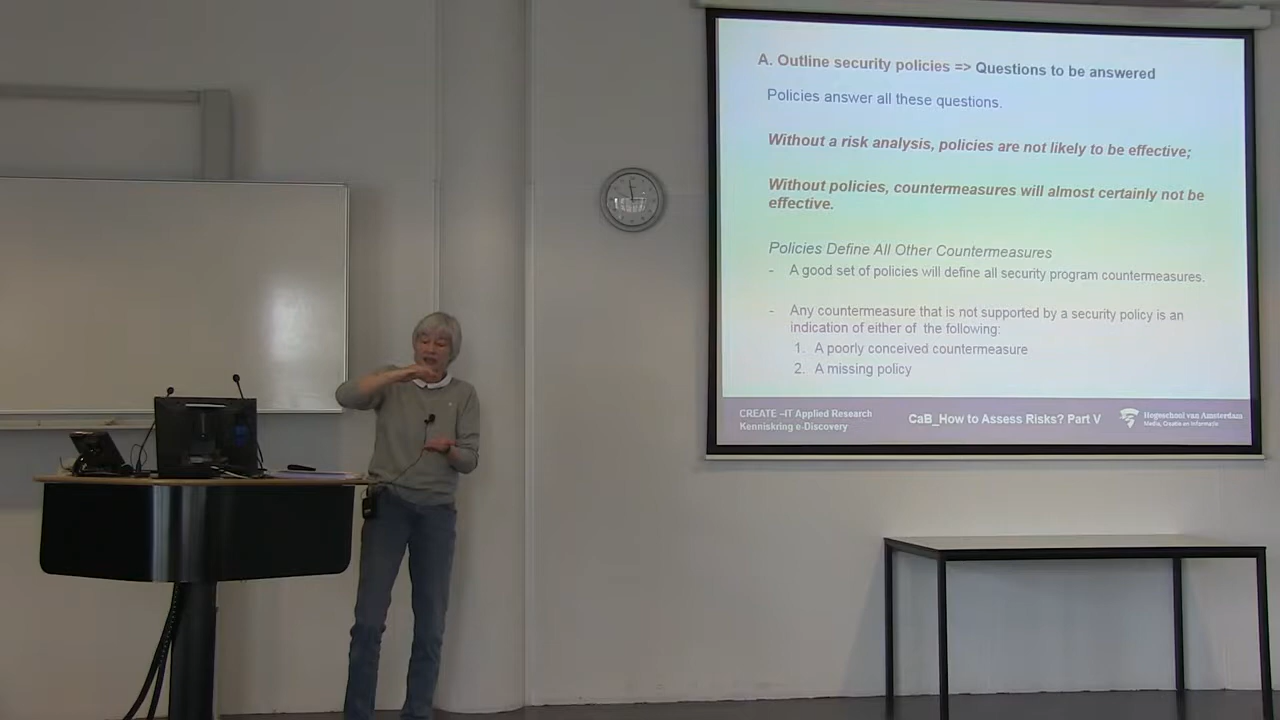 A. Outline security policies => Questions to be answered
Policies answer all these questions.
Without a risk analysis, policies are not likely to be effective;
Without policies, countermeasures will almost certainly not be
effective.
Policies Define All Other Countermeasures
- A good set of policies will define all security program countermeasures.
- Any countermeasure that is not supported by a security policy is an
indication of either of the following:
1. A poorly conceived countermeasure
2. A missing policy
CREATE –IT Applied Research
Kenniskring e-Discovery
CaB_How to Assess Risks? Part V
Hogeschool van Amsterdam
Media, Creatie en Informatie